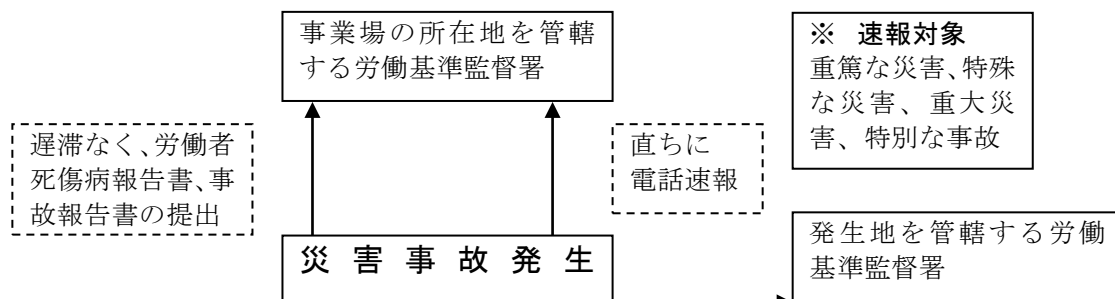 事業場の所在地を管轄
する労働基準監督署
※ 速報対象
重篤な災害、特殊
な災害、重大災
害、特別な事故
遅滞なく、労働者
死傷病報告書、事
故報告書の提出
直ちに
電話速報
災害事故発生
発生地を管轄する労働
基準監督署